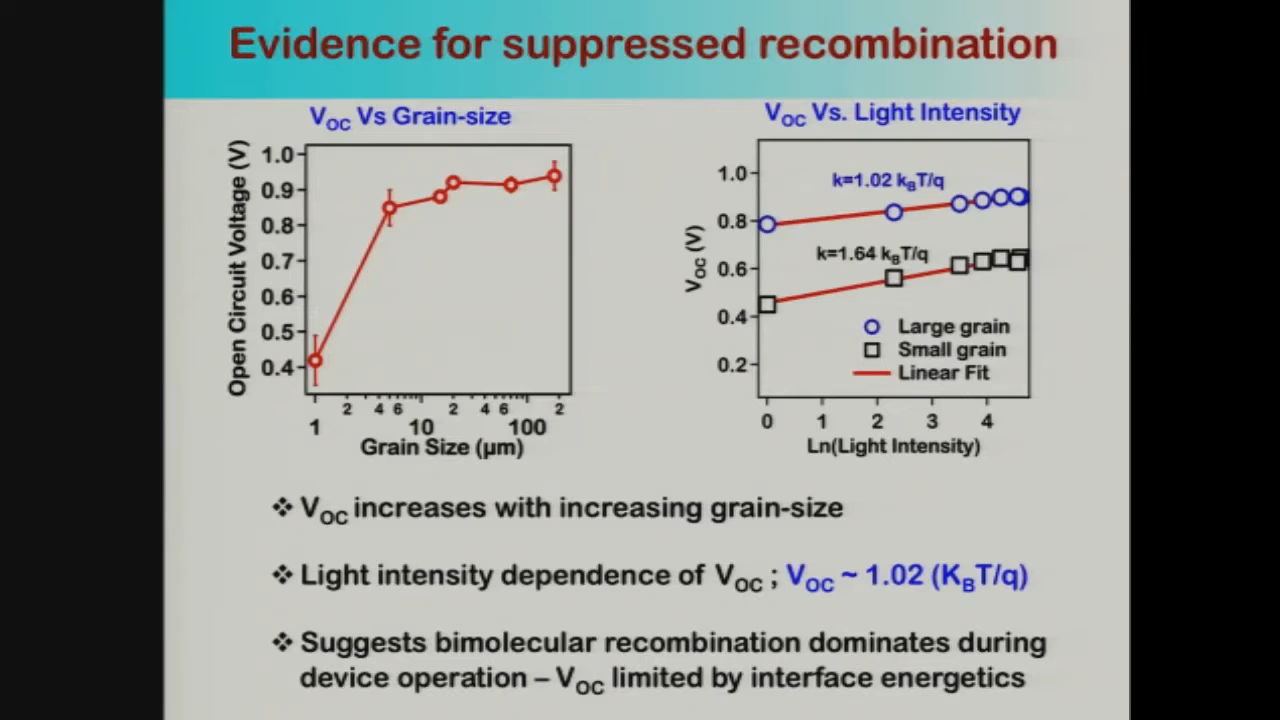 Evidence for suppressed recombination
VOC Vs Grain-size
Open Circuit Voltage (V)
1.0
0.9
0.8
0.7
0.6
0.5
0.4
2 4 6 2 4 6 2
1 10 100
Grain Size (µm)
VOC Vs. Light Intensity
VOC (V)
1.0
0.8
0.6
0.4
0.2
k=1.02 kBT/q
k=1.64 kBT/q
Large grain
Small grain
Linear Fit
0 1 2 3 4
Ln(Light Intensity)
❖ VOC increases with increasing grain-size
❖ Light intensity dependence of VOC ; VOC ~ 1.02 (KBT/q)
❖ Suggests bimolecular recombination dominates during
device operation – VOC limited by interface energetics